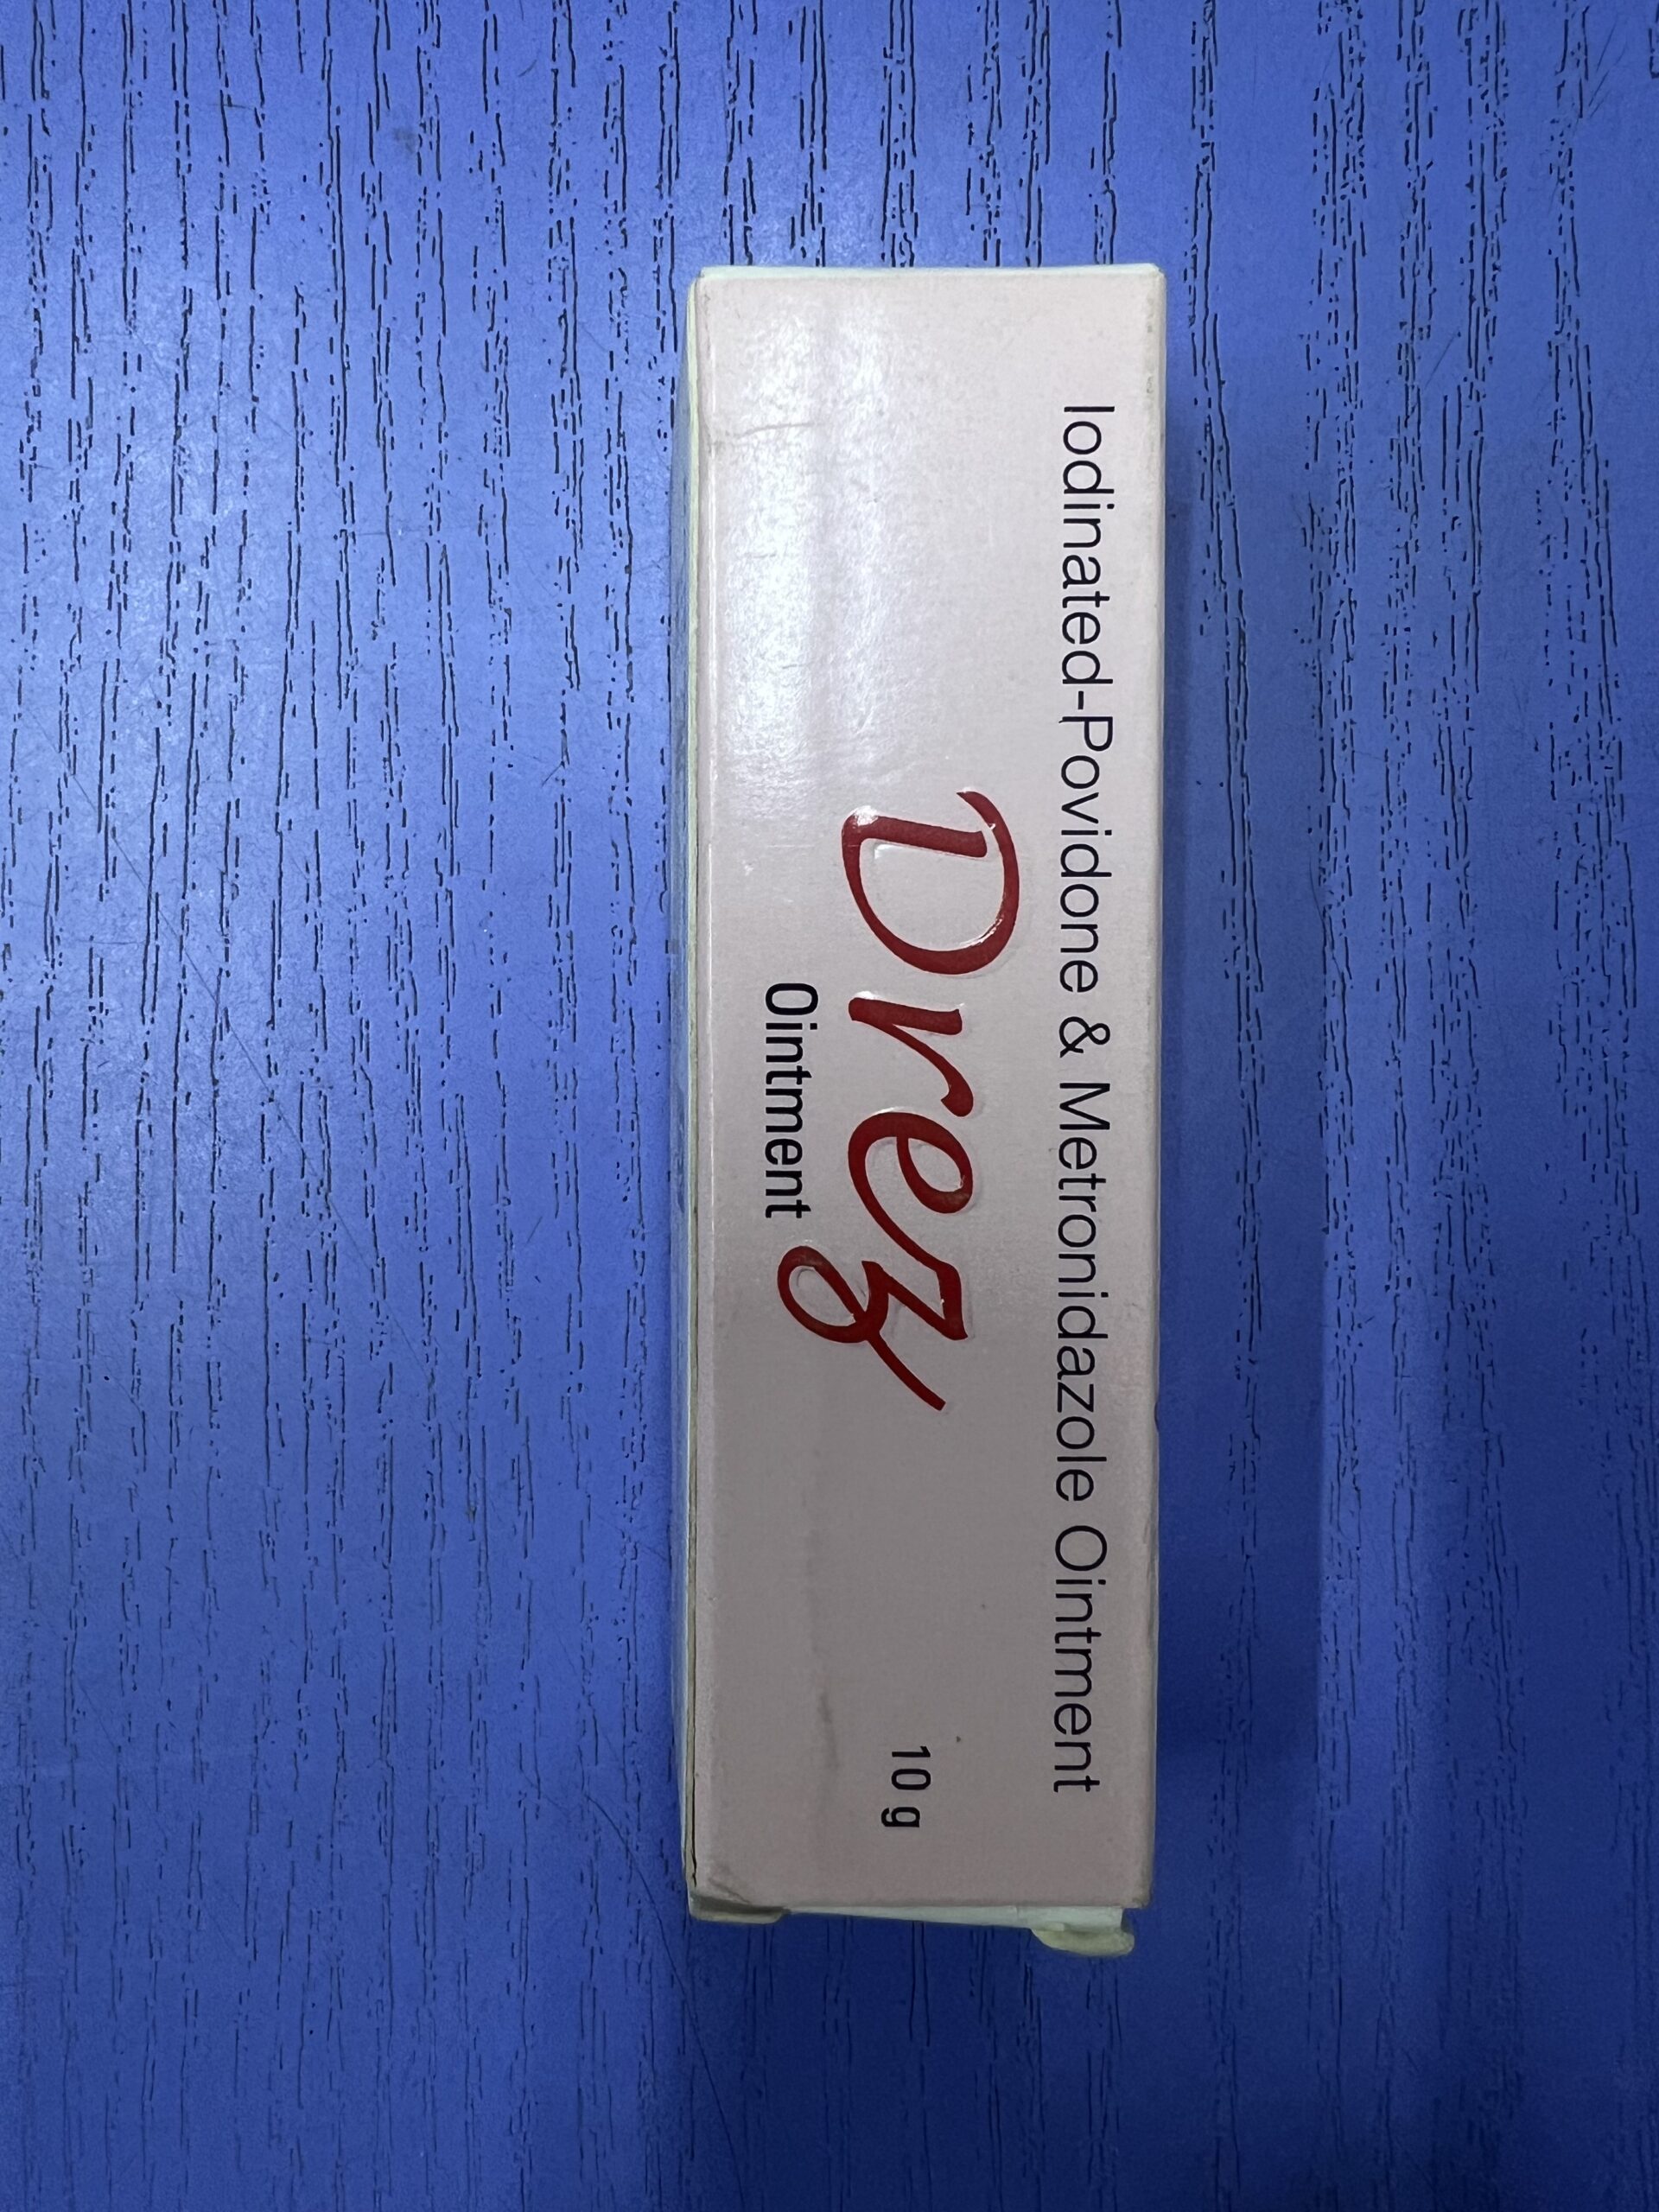 Iodinated-Povidone & Metronidazole Ointment
Drez
Ointment
10 g